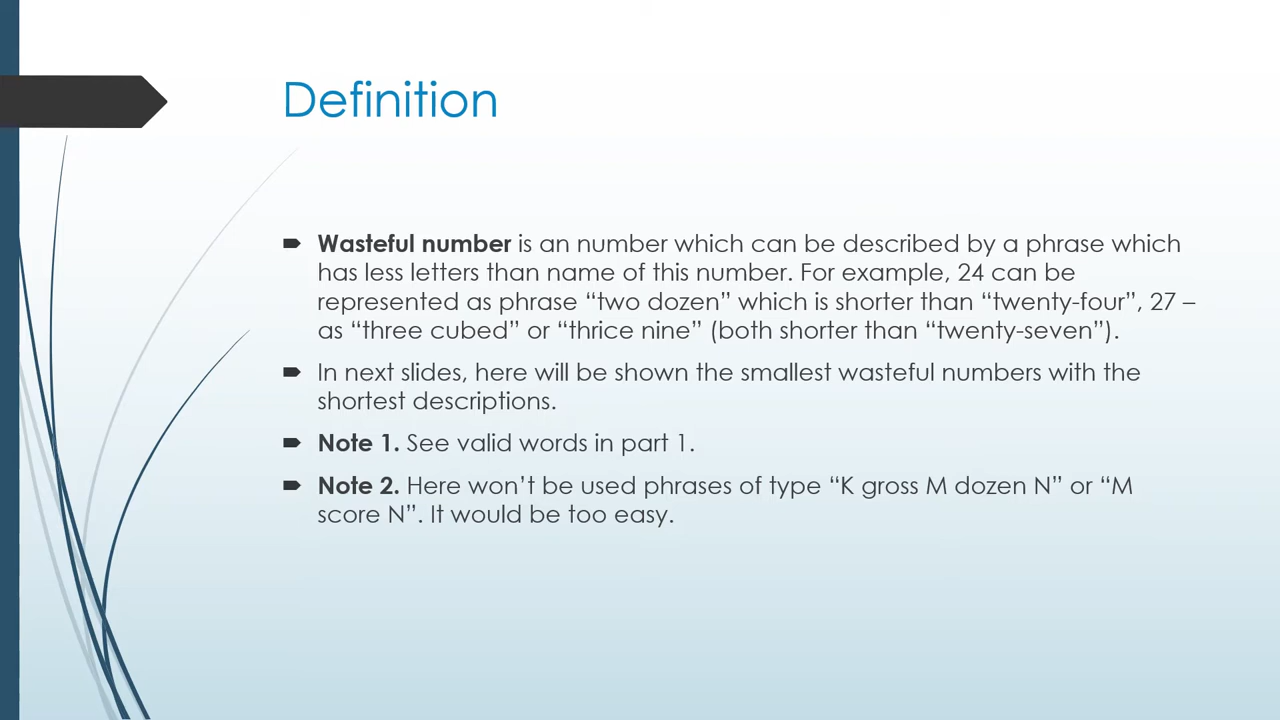 Definition
Wasteful number is an number which can be described by a phrase which
has less letters than name of this number. For example, 24 can be
represented as phrase “two dozen” which is shorter than “twenty-four”, 27 –
as “three cubed” or “thrice nine” (both shorter than “twenty-seven”).
In next slides, here will be shown the smallest wasteful numbers with the
shortest descriptions.
Note 1. See valid words in part 1.
Note 2. Here won’t be used phrases of type “K gross M dozen N” or “M
score N”. It would be too easy.